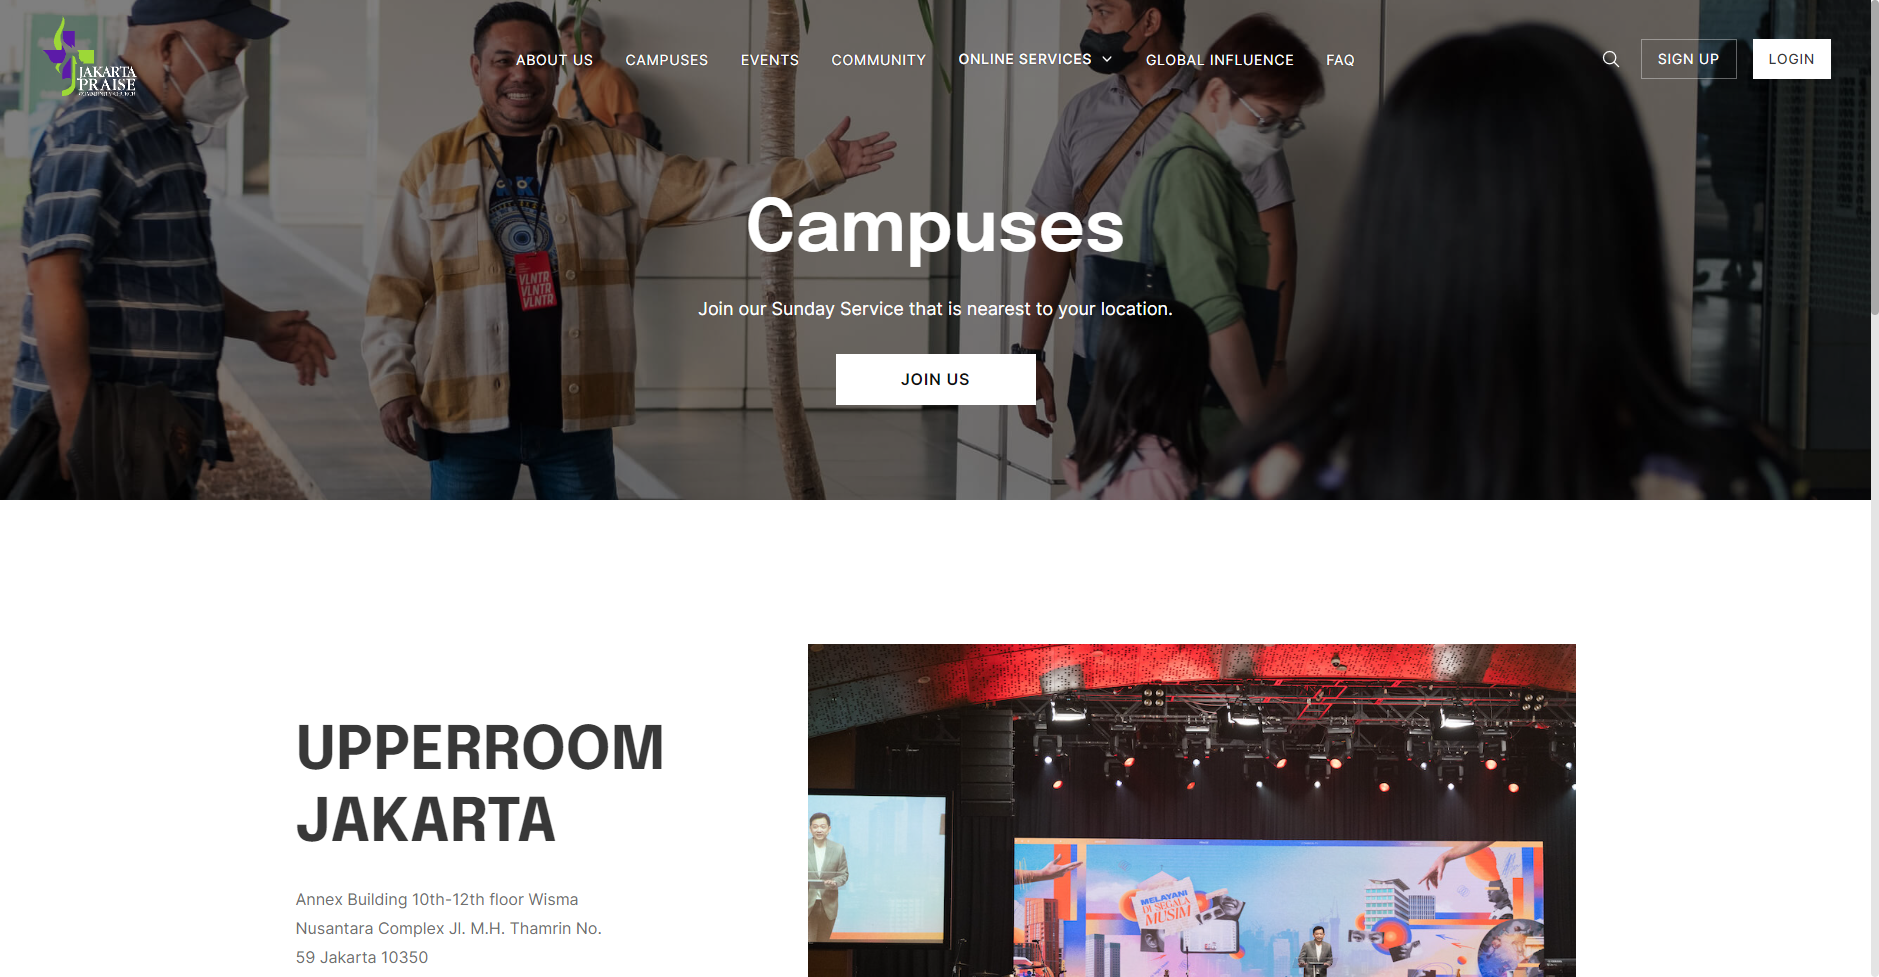 JAKARTA
PRAISE
COMMUNITY CHURCH
ABOUT US
CAMPUSES
EVENTS
COMMUNITY
ONLINE SERVICES
GLOBAL INFLUENCE
FAQ
SIGN UP
LOGIN
VLNTR
VLNTR
VLNTR
Campuses
Join our Sunday Service that is nearest to your location.
JOIN US
UPPERROOM
JAKARTA
Annex Building 10th-12th floor Wisma
Nusantara Complex Jl. M.H. Thamrin No.
59 Jakarta 10350
MELAYANI
DI SEGALA
MUSIM